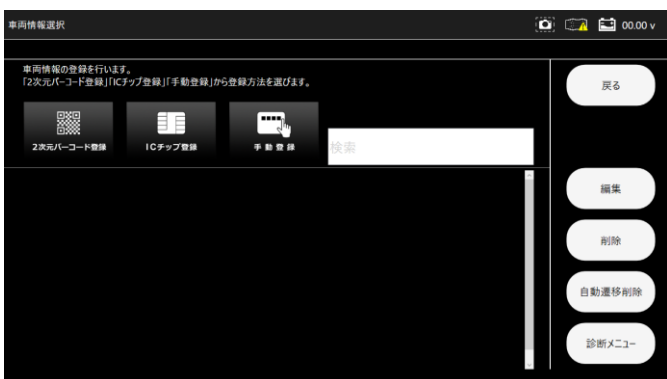 車両情報選択
00.00 v
車両情報の登録を行います。
「2次元バーコード登録」「ICチップ登録」「手動登録」から登録方法を選びます。
戻る
2次元バーコード登録
ICチップ登録
手動登録
検索
編集
削除
自動遷移削除
診断メニュー